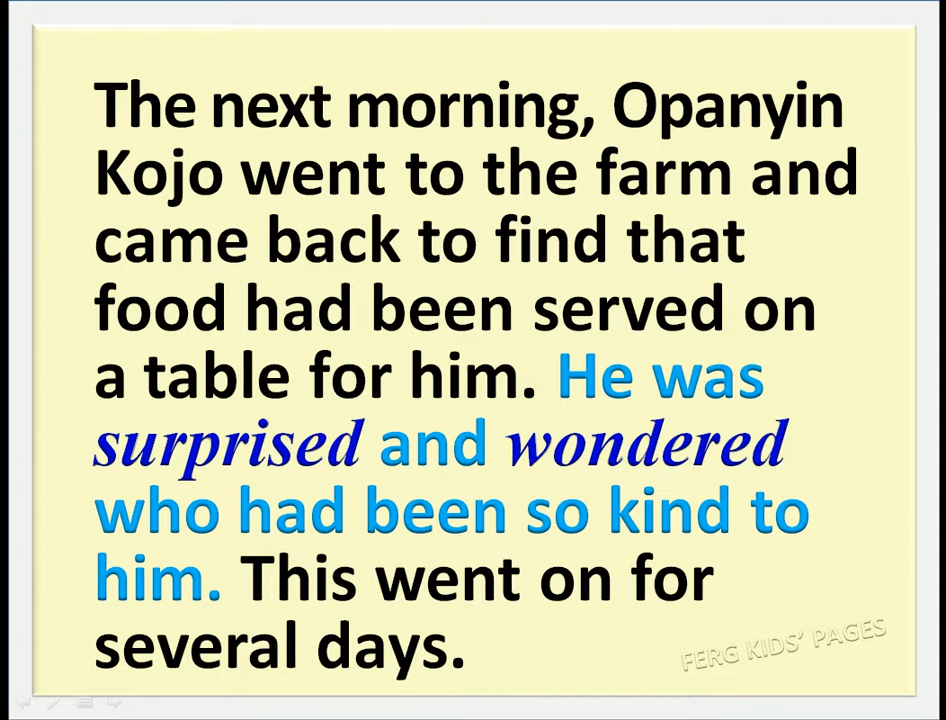 The next morning, Opanyin
Kojo went to the farm and
came back to find that
food had been served on
a table for him. He was
surprised and wondered
who had been so kind to
him. This went on for
several days.
FERG KIDS' PAGES